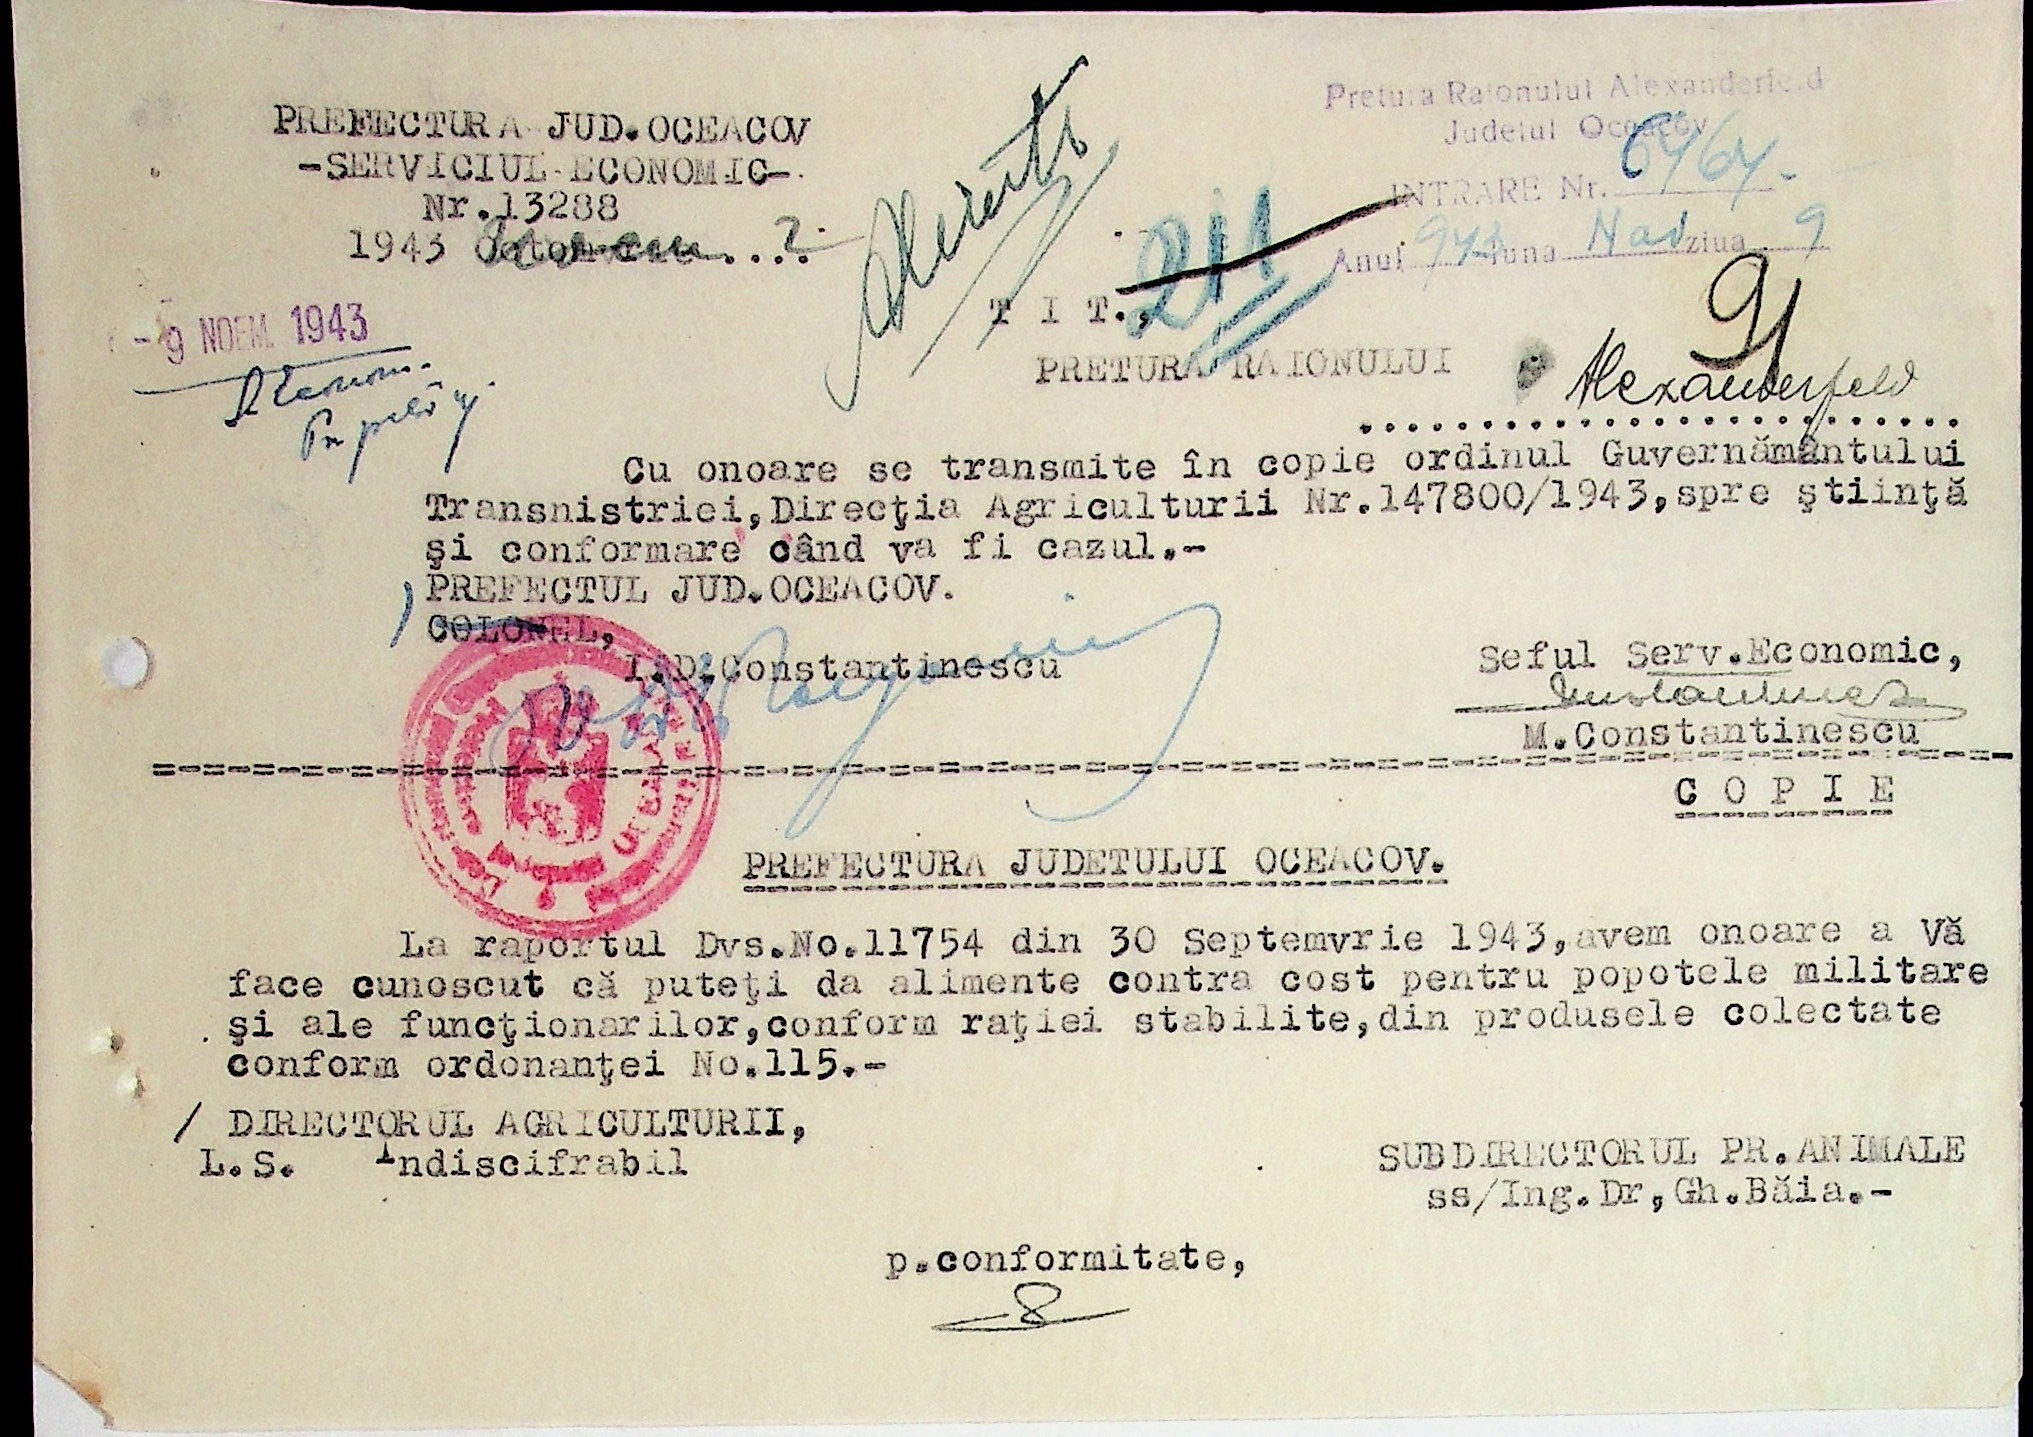 PREFECTURA JUD.OCEACOV
-SERVICIUL ECONOMIC-
Nr.13288
1943 Octomvrie....
Pretura Raionului Alexanderfeld
Judetul Oceacov
INTRARE Nr. 6464.-
Anul 943 luna Noi ziua 9
- 9 NOEM. 1943
211
91
T I T.,
PRETURA RAIONULUI
Alexanderfeld
Cu onoare se transmite în copie ordinul Guvernământului
Transnistriei,Direcţia Agriculturii Nr.147800/1943,spre ştiinţă
şi conformare când va fi cazul.-
PREFECTUL JUD.OCEACOV.
COLONEL,
I.D.Constantinescu
Seful Serv.Economic,
M.Constantinescu
C O P I E
PREFECTURA JUDETULUI OCEACOV.
La raportul Dvs.No.11754 din 30 Septemvrie 1943,avem onoare a Vă
face cunoscut că puteţi da alimente contra cost pentru popotele militare
şi ale funcţionarilor,conform raţiei stabilite,din produsele colectate
conform ordonanţei No.115.-
/ DIRECTORUL AGRICULTURII,
L.S. Indiscifrabil
SUBDIRECTORUL PR.ANIMALE
ss/Ing.Dr,Gh.Băia.-
p.conformitate,